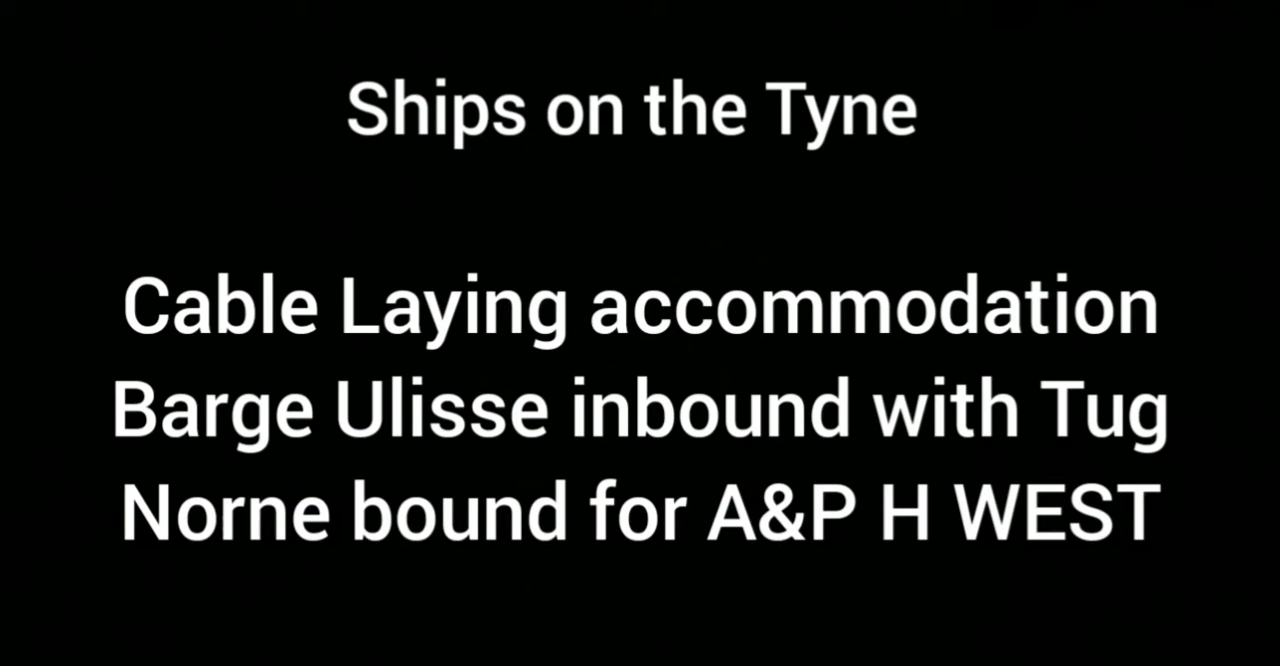 Ships on the Tyne
Cable Laying accommodation
Barge Ulisse inbound with Tug
Norne bound for A&P H WEST